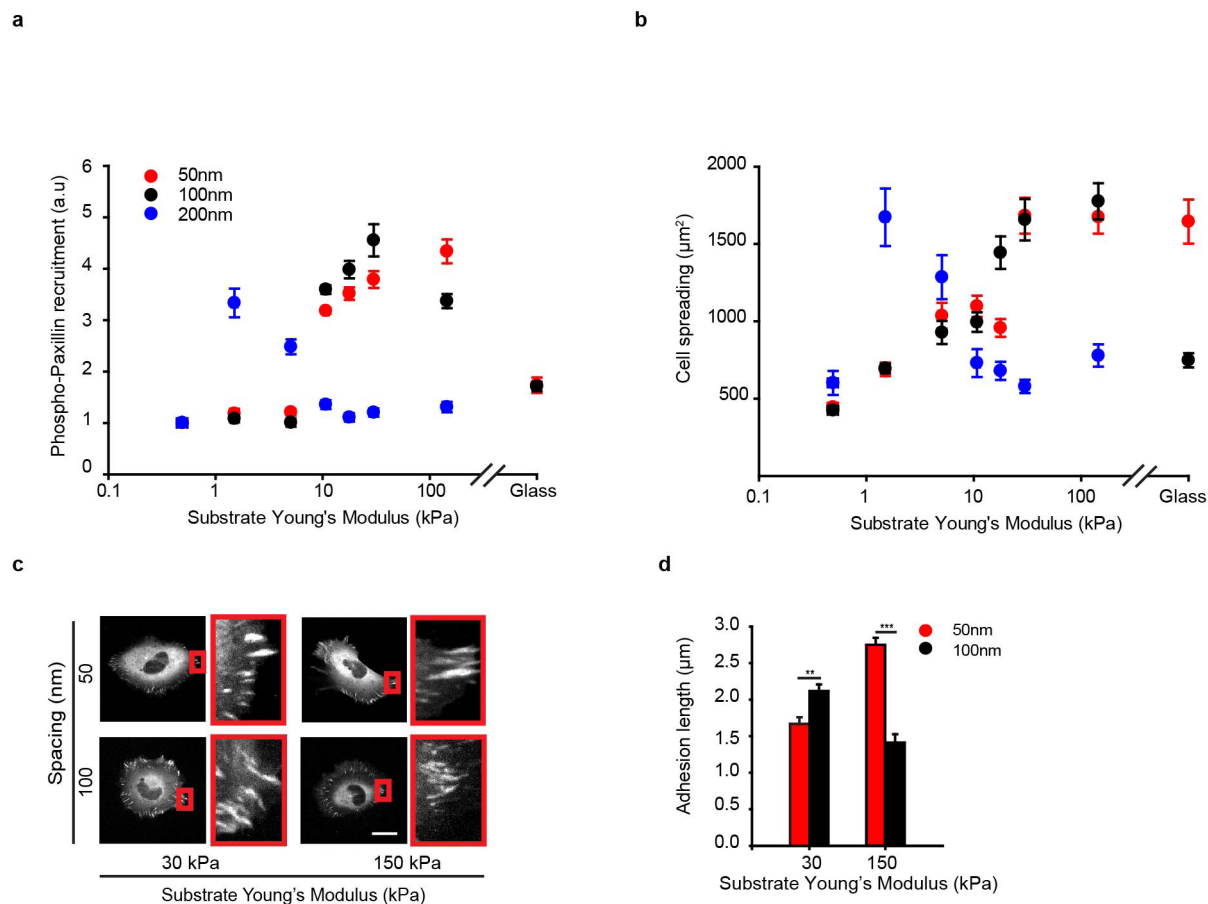 a
Phospho-Paxillin recruitment (a.u)
6
5
4
3
2
1
0
50nm
100nm
200nm
0.1 1 10 100 Glass
Substrate Young's Modulus (kPa)
b
Cell spreading (µm²)
2000
1500
1000
500
0.1 1 10 100 Glass
Substrate Young's Modulus (kPa)
c
Spacing (nm)
50
100
30 kPa 150 kPa
Substrate Young's Modulus (kPa)
d
Adhesion length (µm)
3.0
2.5
2.0
1.5
1.0
0.5
0.0
** ***
50nm
100nm
30 150
Substrate Young's Modulus (kPa)